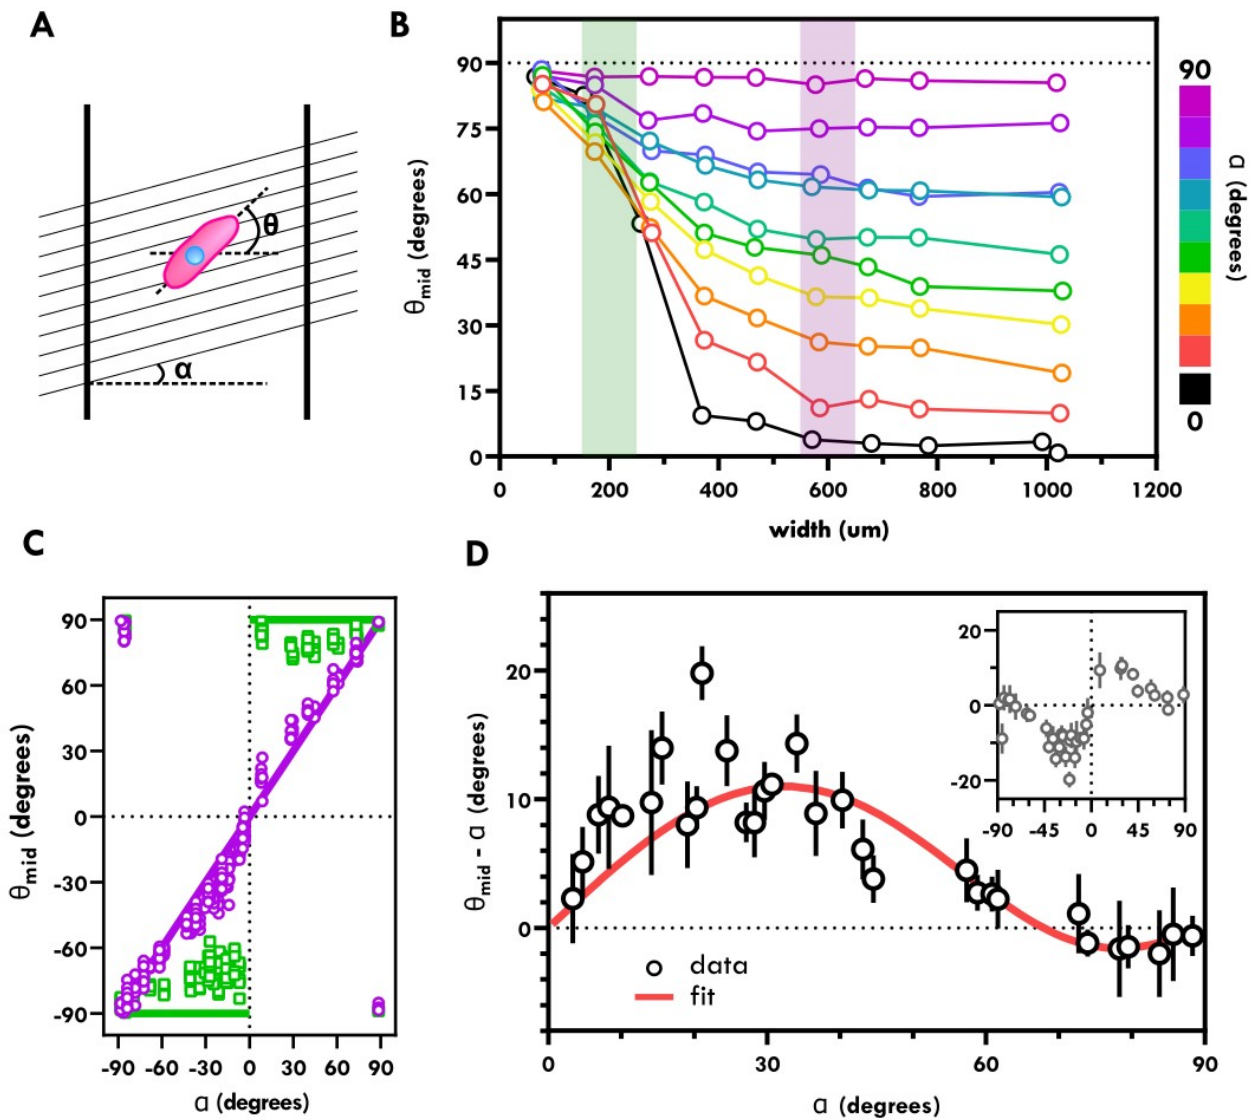 A
θ
α
B
90
75
60
45
30
15
0
θmid (degrees)
0 200 400 600 800 1000 1200
width (um)
90
α (degrees)
0
C
90
60
30
0
-30
-60
-90
θmid (degrees)
-90 -60 -30 0 30 60 90
α (degrees)
D
20
10
0
θmid - α (degrees)
data
fit
0 30 60 90
α (degrees)
20
0
-20
-90 -45 0 45 90